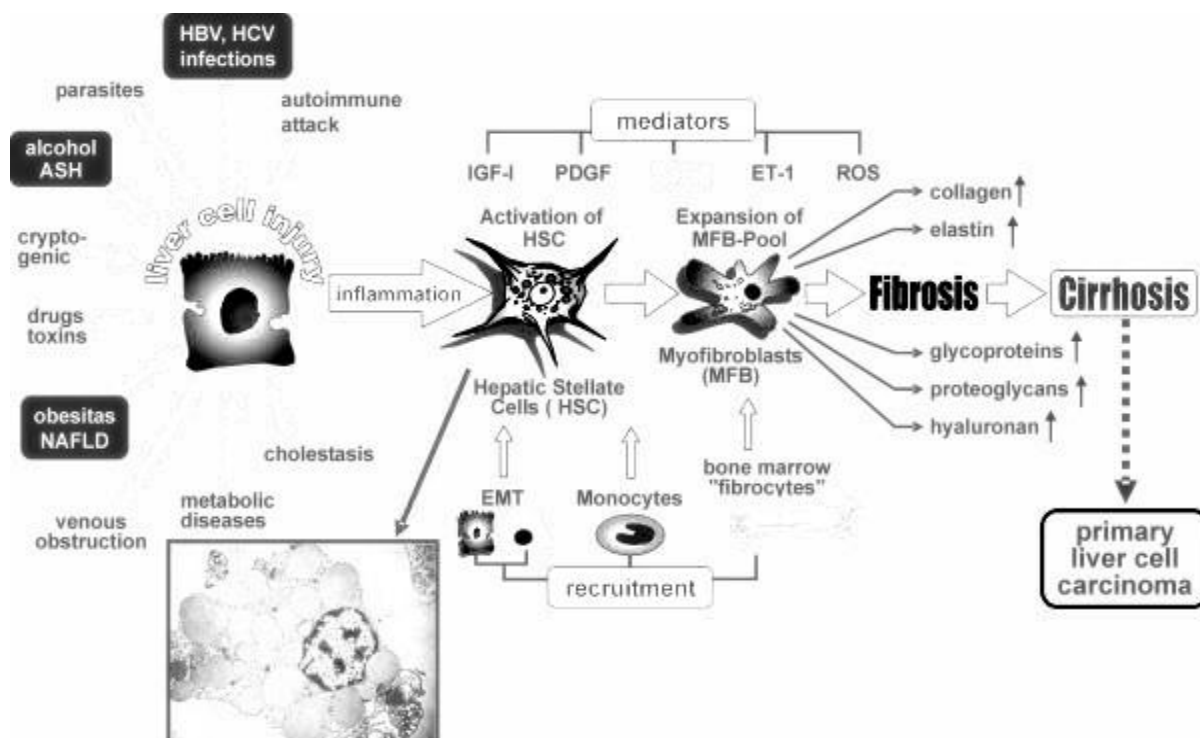 HBV, HCV
infections
parasites
autoimmune
attack
alcohol
ASH
liver cell injury
crypto-
genic
drugs
toxins
obesitas
NAFLD
cholestasis
metabolic
diseases
venous
obstruction
inflammation
mediators
IGF-I PDGF ET-1 ROS
Activation of
HSC
Hepatic Stellate
Cells ( HSC)
Expansion of
MFB-Pool
Myofibroblasts
(MFB)
collagen
elastin
Fibrosis
Cirrhosis
glycoproteins
proteoglycans
hyaluronan
EMT
Monocytes
bone marrow
"fibrocytes"
recruitment
primary
liver cell
carcinoma